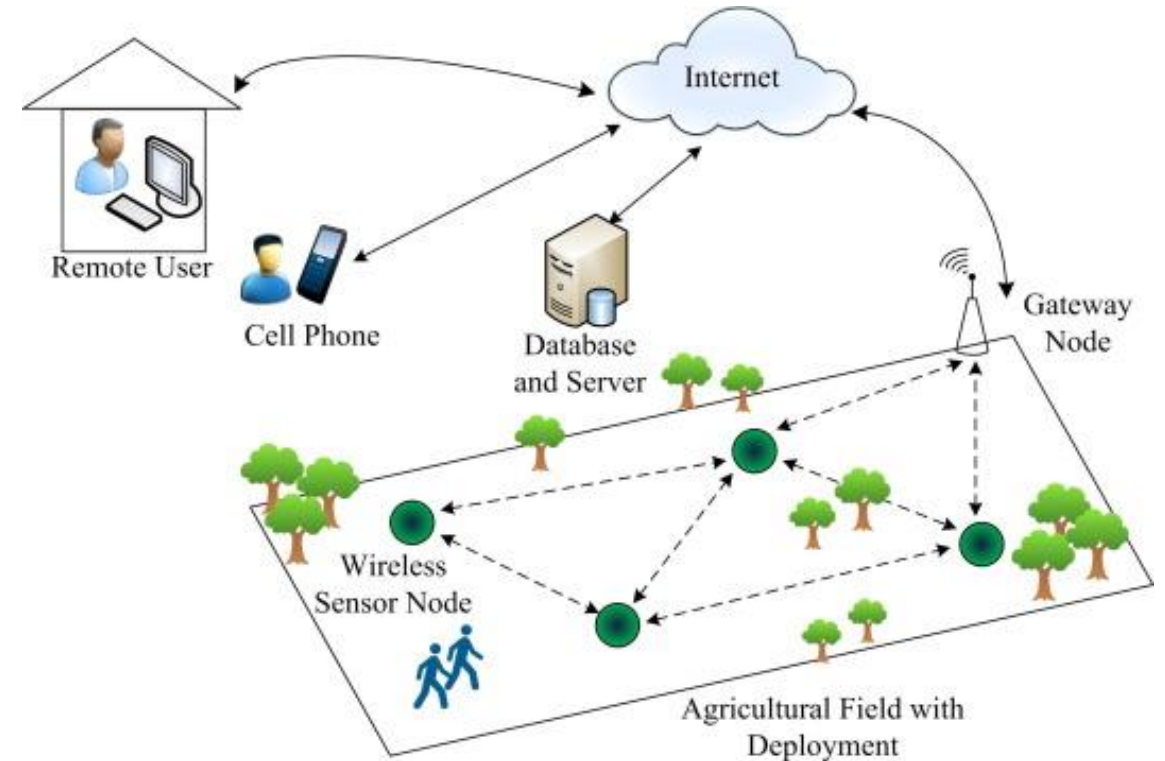 Internet
Remote User
Cell Phone
Database
and Server
Gateway
Node
Wireless
Sensor Node
Agricultural Field with
Deployment